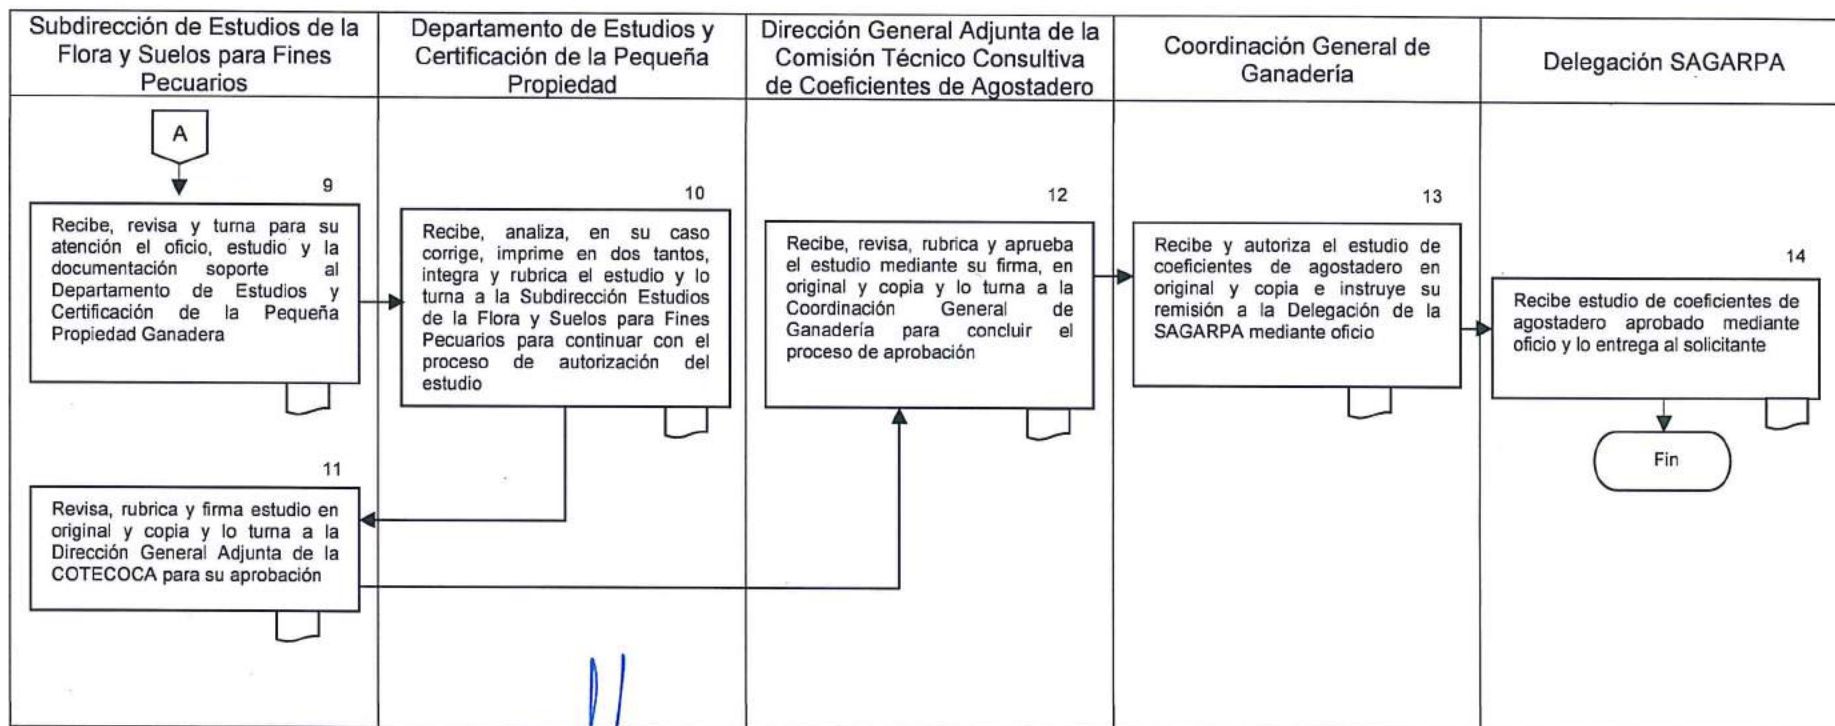 Subdirección de Estudios de la
Flora y Suelos para Fines
Pecuarios
Departamento de Estudios y
Certificación de la Pequeña
Propiedad
Dirección General Adjunta de la
Comisión Técnico Consultiva
de Coeficientes de Agostadero
Coordinación General de
Ganadería
Delegación SAGARPA
A
9
Recibe, revisa y turna para su
atención el oficio, estudio y la
documentación soporte al
Departamento de Estudios y
Certificación de la Pequeña
Propiedad Ganadera
10
Recibe, analiza, en su caso
corrige, imprime en dos tantos,
integra y rubrica el estudio y lo
turna a la Subdirección Estudios
de la Flora y Suelos para Fines
Pecuarios para continuar con el
proceso de autorización del
estudio
11
Revisa, rubrica y firma estudio en
original y copia y lo turna a la
Dirección General Adjunta de la
COTECOCA para su aprobación
12
Recibe, revisa, rubrica y aprueba
el estudio mediante su firma, en
original y copia y lo turna a la
Coordinación General de
Ganadería para concluir el
proceso de aprobación
13
Recibe y autoriza el estudio de
coeficientes de agostadero en
original y copia e instruye su
remisión a la Delegación de la
SAGARPA mediante oficio
14
Recibe estudio de coeficientes de
agostadero aprobado mediante
oficio y lo entrega al solicitante
Fin